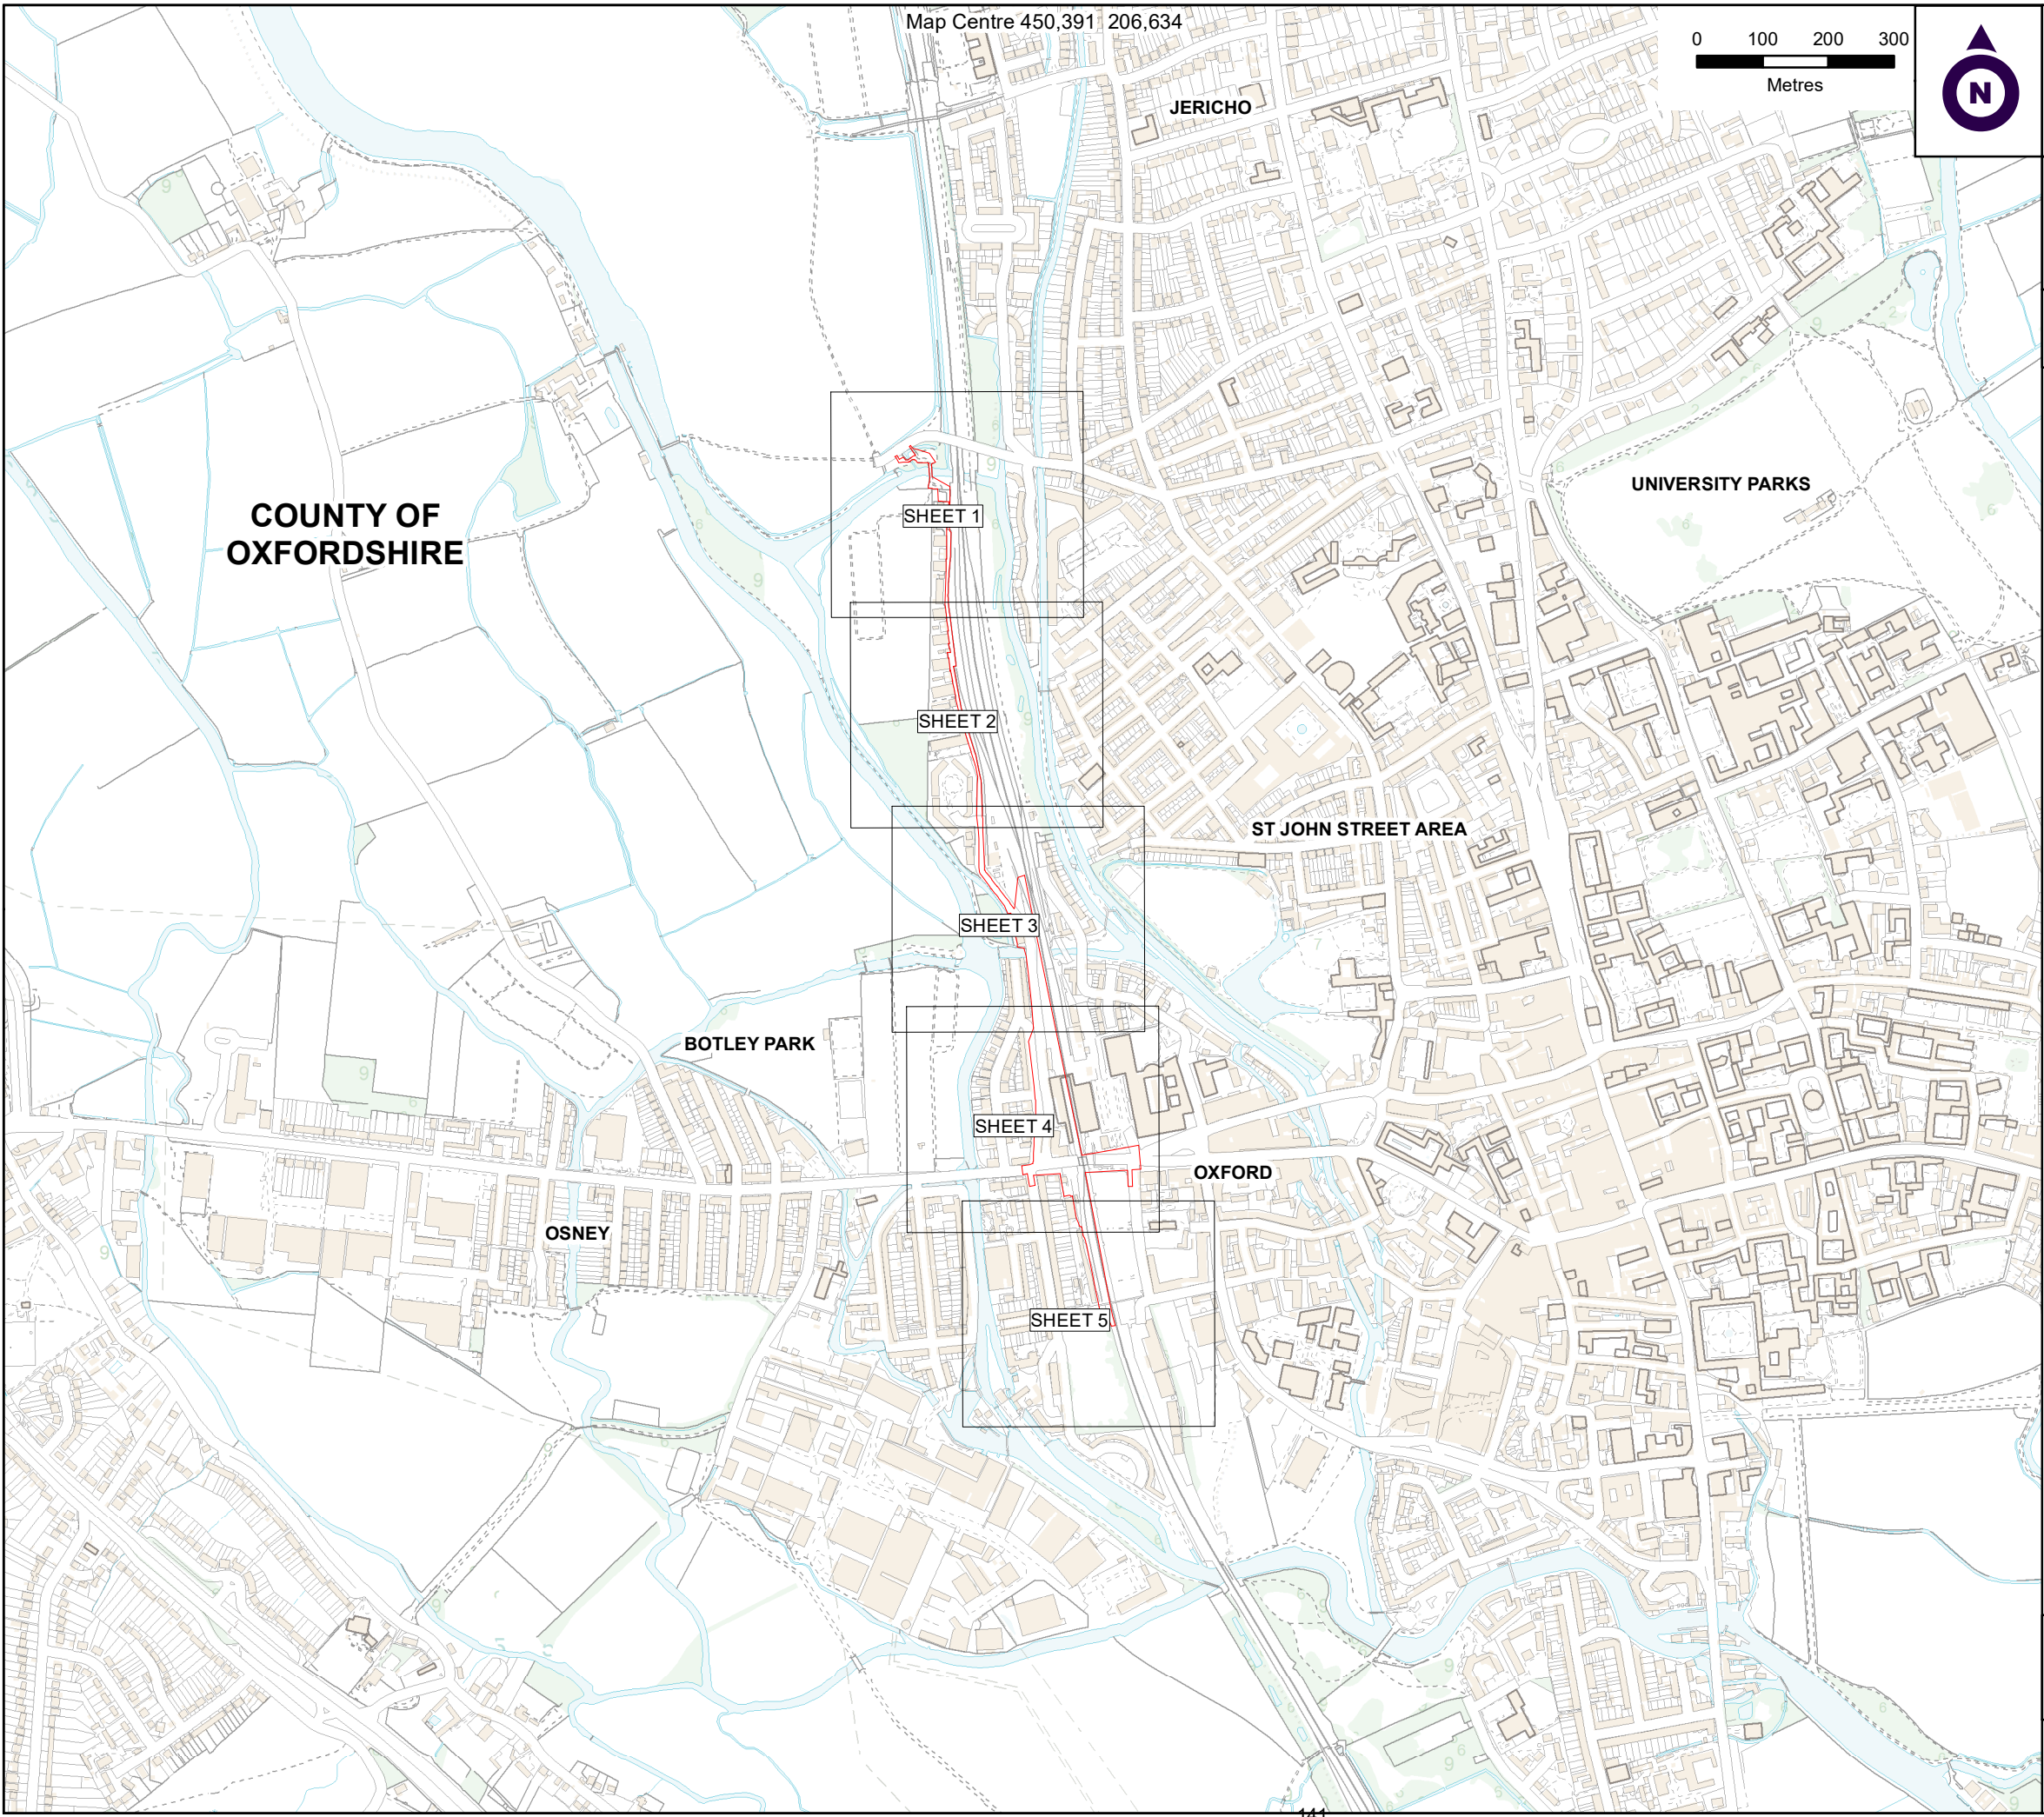 Map Centre 450,391 206,634
0 100 200 300
Metres
N
JERICHO
UNIVERSITY PARKS
COUNTY OF
OXFORDSHIRE
SHEET 1
SHEET 2
ST JOHN STREET AREA
SHEET 3
BOTLEY PARK
SHEET 4
OXFORD
OSNEY
SHEET 5
141